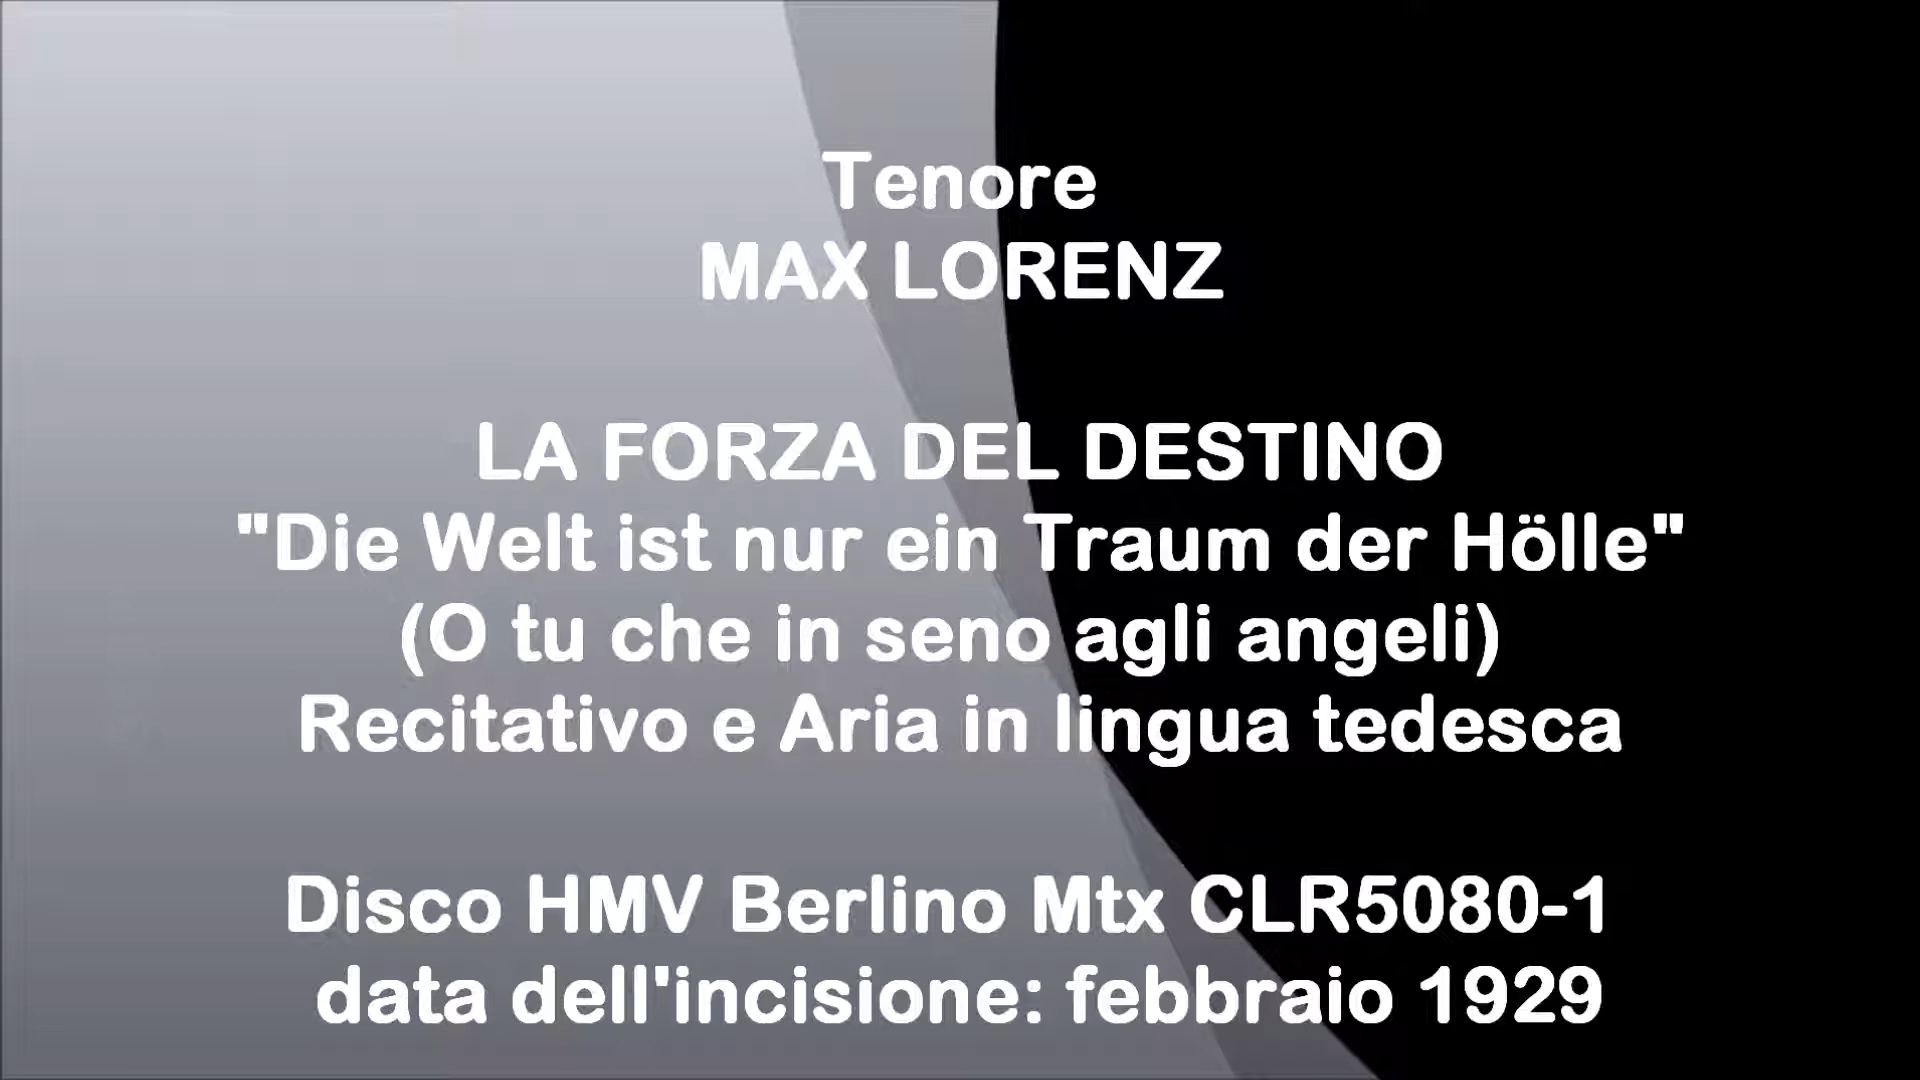 Tenore
MAX LORENZ
LA FORZA DEL DESTINO
"Die Welt ist nur ein Traum der Hölle"
(O tu che in seno agli angeli)
Recitativo e Aria in lingua tedesca
Disco HMV Berlino Mtx CLR5080-1
data dell'incisione: febbraio 1929